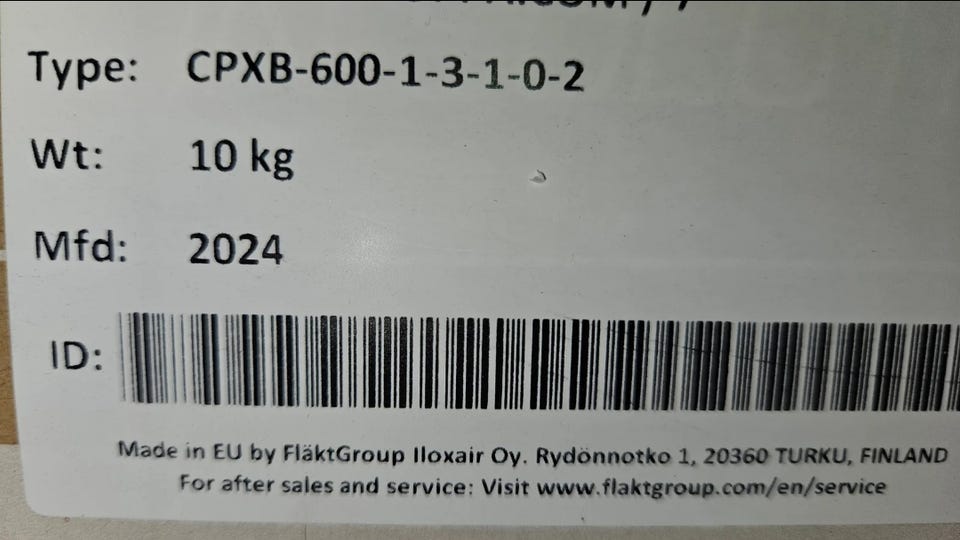 Type: CPXB-600-1-3-1-0-2
Wt: 10 kg
Mfd: 2024
ID:
Made in EU by FläktGroup Iloxair Oy. Rydönnotko 1, 20360 TURKU, FINLAND
For after sales and service: Visit www.flaktgroup.com/en/service